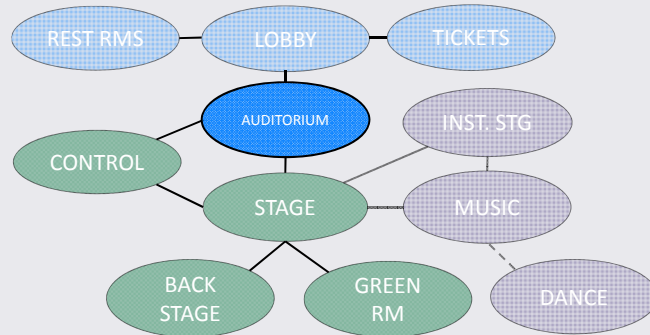 REST RMS
LOBBY
TICKETS
AUDITORIUM
INST. STG
CONTROL
STAGE
MUSIC
BACK
STAGE
GREEN
RM
DANCE